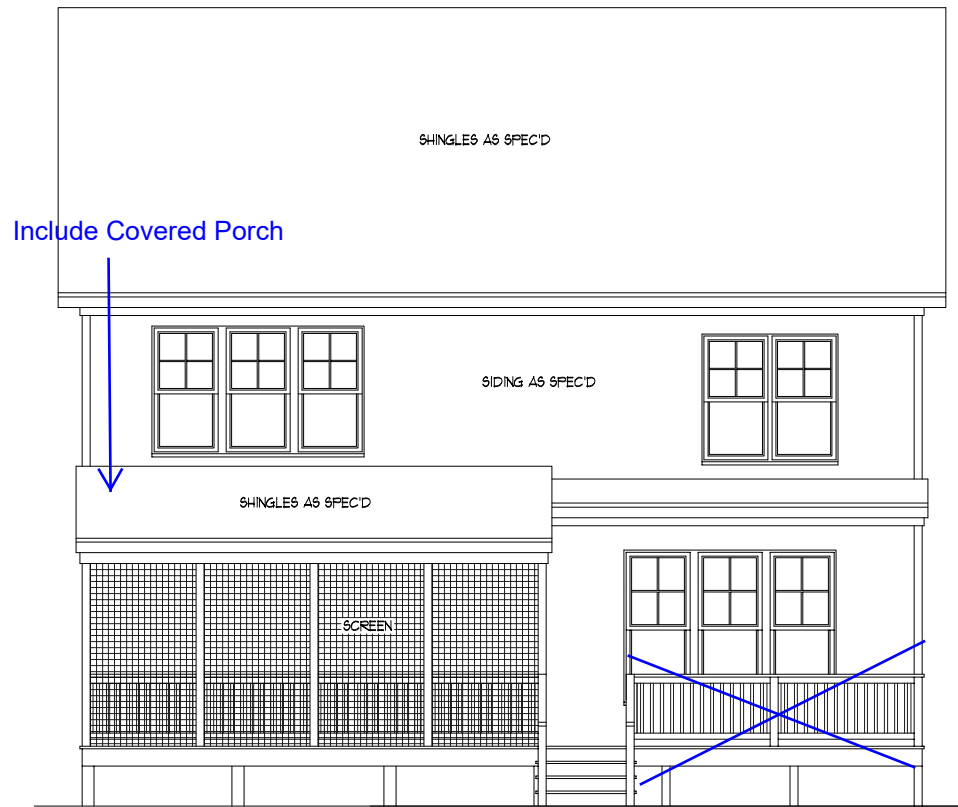 SHINGLES AS SPEC'D
Include Covered Porch
SIDING AS SPEC'D
SHINGLES AS SPEC'D
SCREEN